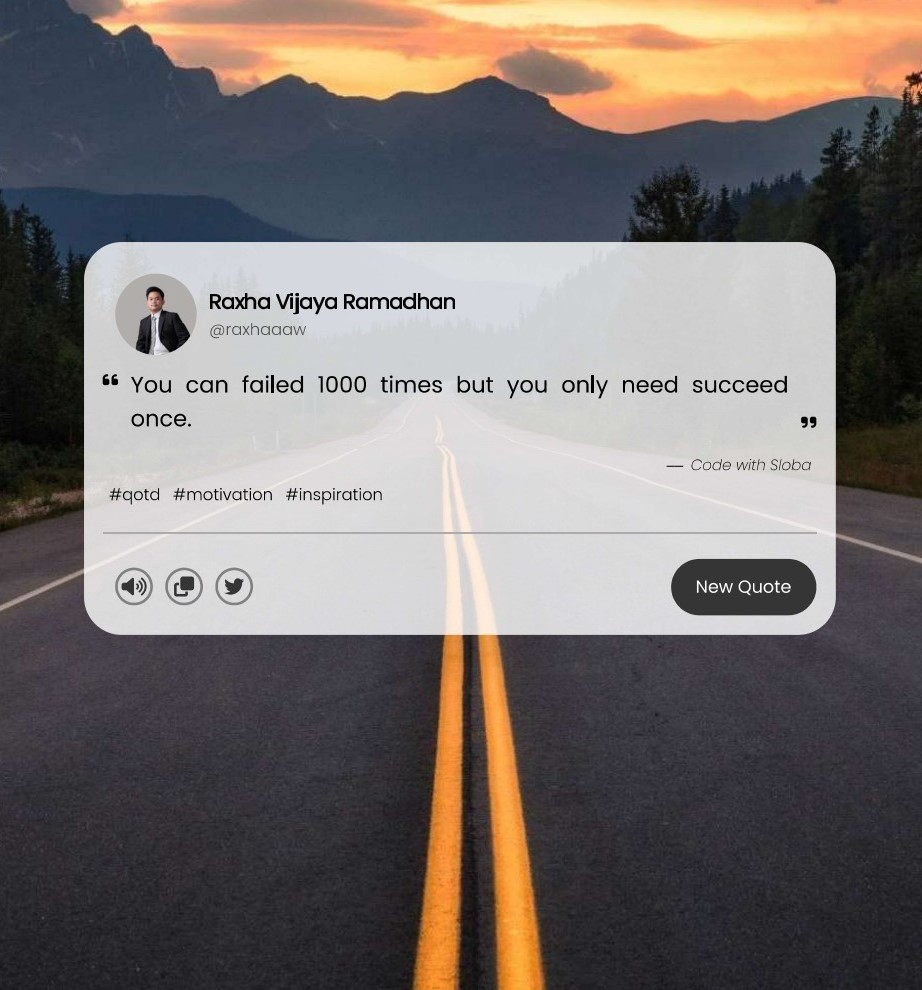 Raxha Vijaya Ramadhan
@raxhaaaw
“ You can failed 1000 times but you only need succeed
once. ”
— Code with Sloba
#qotd #motivation #inspiration
New Quote